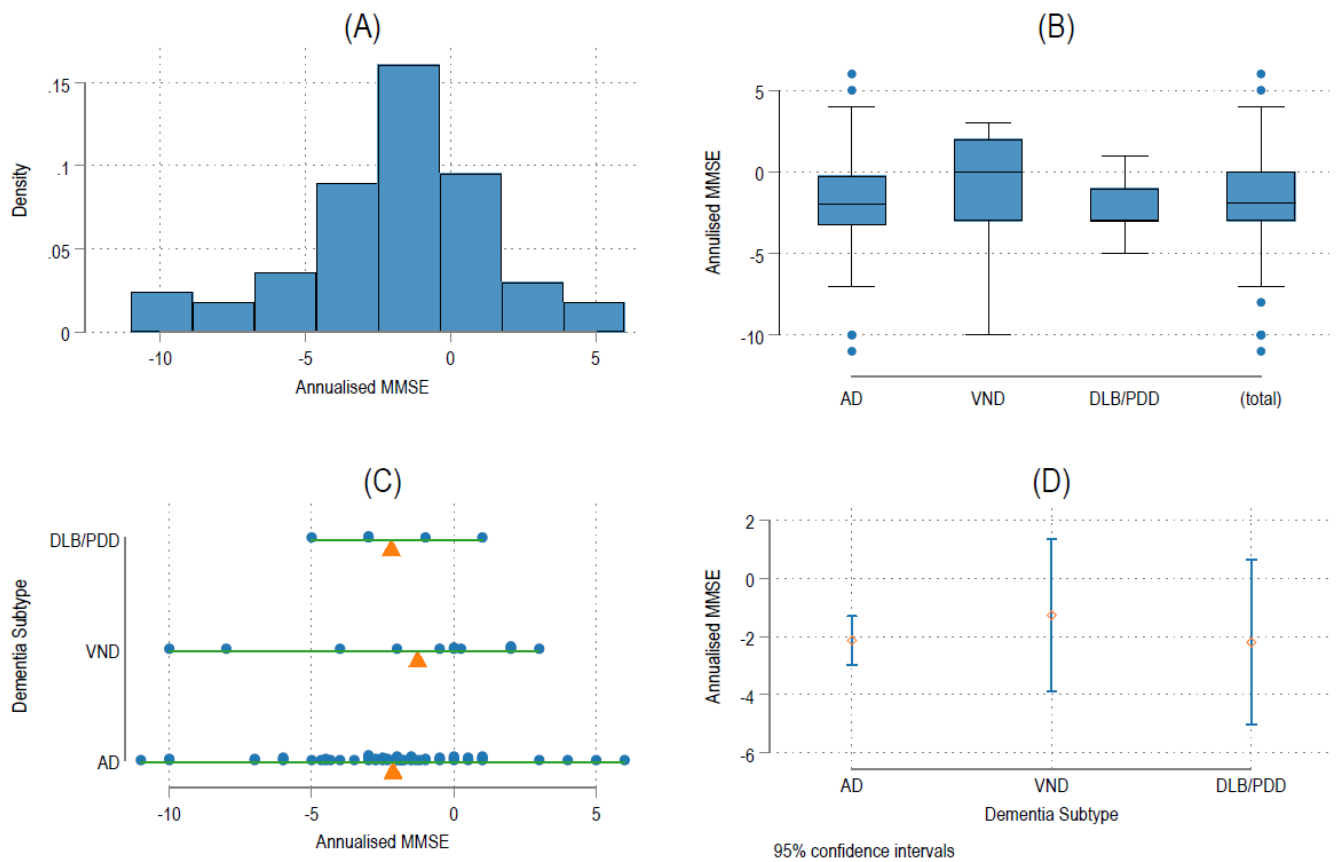 (A)
Density
.15
.1
.05
0
-10 -5 0 5
Annualised MMSE
(B)
Annulised MMSE
5
0
-5
-10
AD VND DLB/PDD (total)
(C)
Dementia Subtype
DLB/PDD
VND
AD
-10 -5 0 5
Annualised MMSE
(D)
Annualised MMSE
2
0
-2
-4
-6
AD VND DLB/PDD
Dementia Subtype
95% confidence intervals